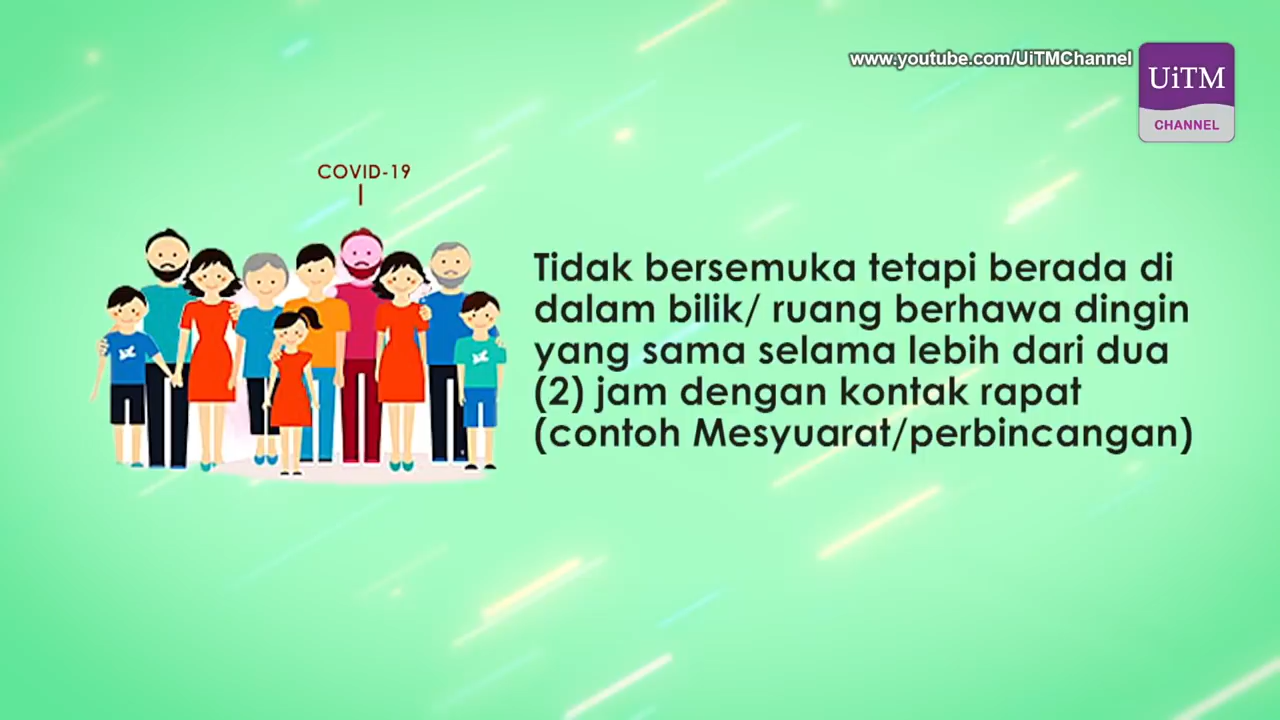 www.youtube.com/UiTMChannel
UiTM
CHANNEL
COVID-19
Tidak bersemuka tetapi berada di
dalam bilik/ ruang berhawa dingin
yang sama selama lebih dari dua
(2) jam dengan kontak rapat
(contoh Mesyuarat/perbincangan)